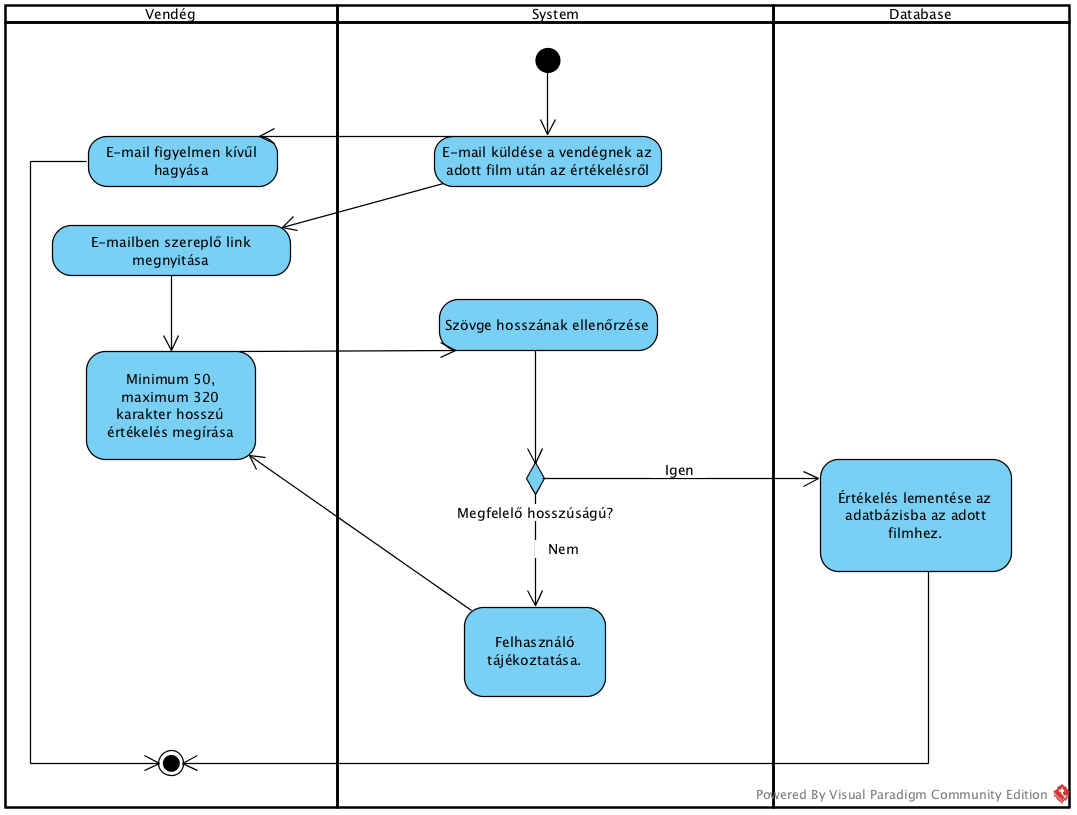 Vendég
System
Database
E-mail figyelmen kívűl
hagyása
E-mail küldése a vendégnek az
adott film után az értékelésről
E-mailben szereplő link
megnyitása
Szövge hosszának ellenőrzése
Minimum 50,
maximum 320
karakter hosszú
értékelés megírása
Igen
Megfelelő hosszúságú?
Nem
Értékelés lementése az
adatbázisba az adott
filmhez.
Felhasználó
tájékoztatása.
Powered By Visual Paradigm Community Edition